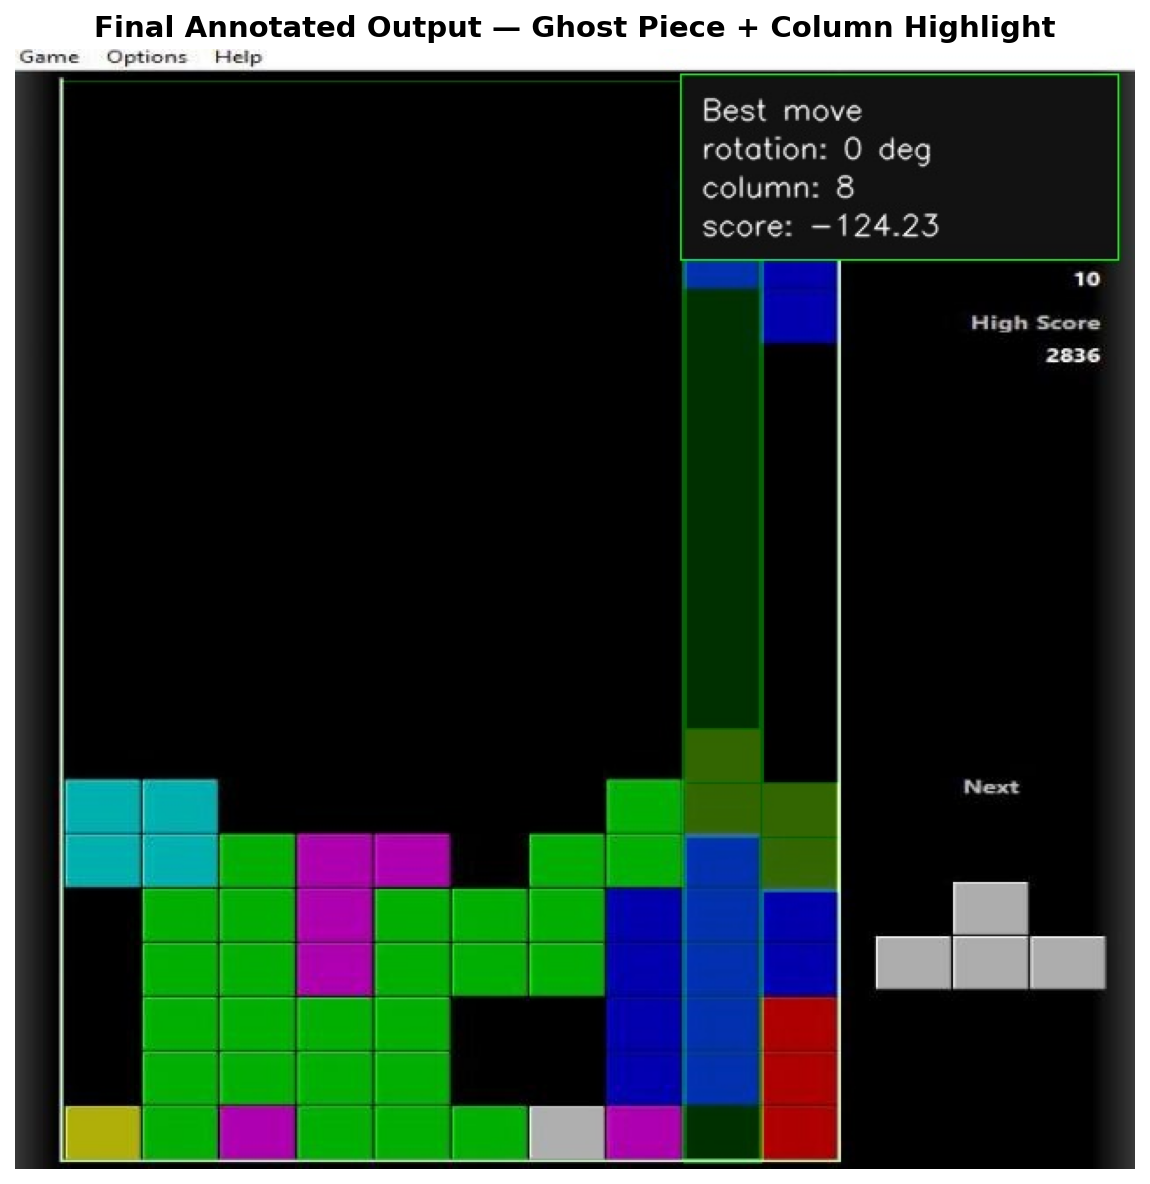 Final Annotated Output — Ghost Piece + Column Highlight
Game Options Help
Best move
rotation: 0 deg
column: 8
score: −124.23
10
High Score
2836
Next